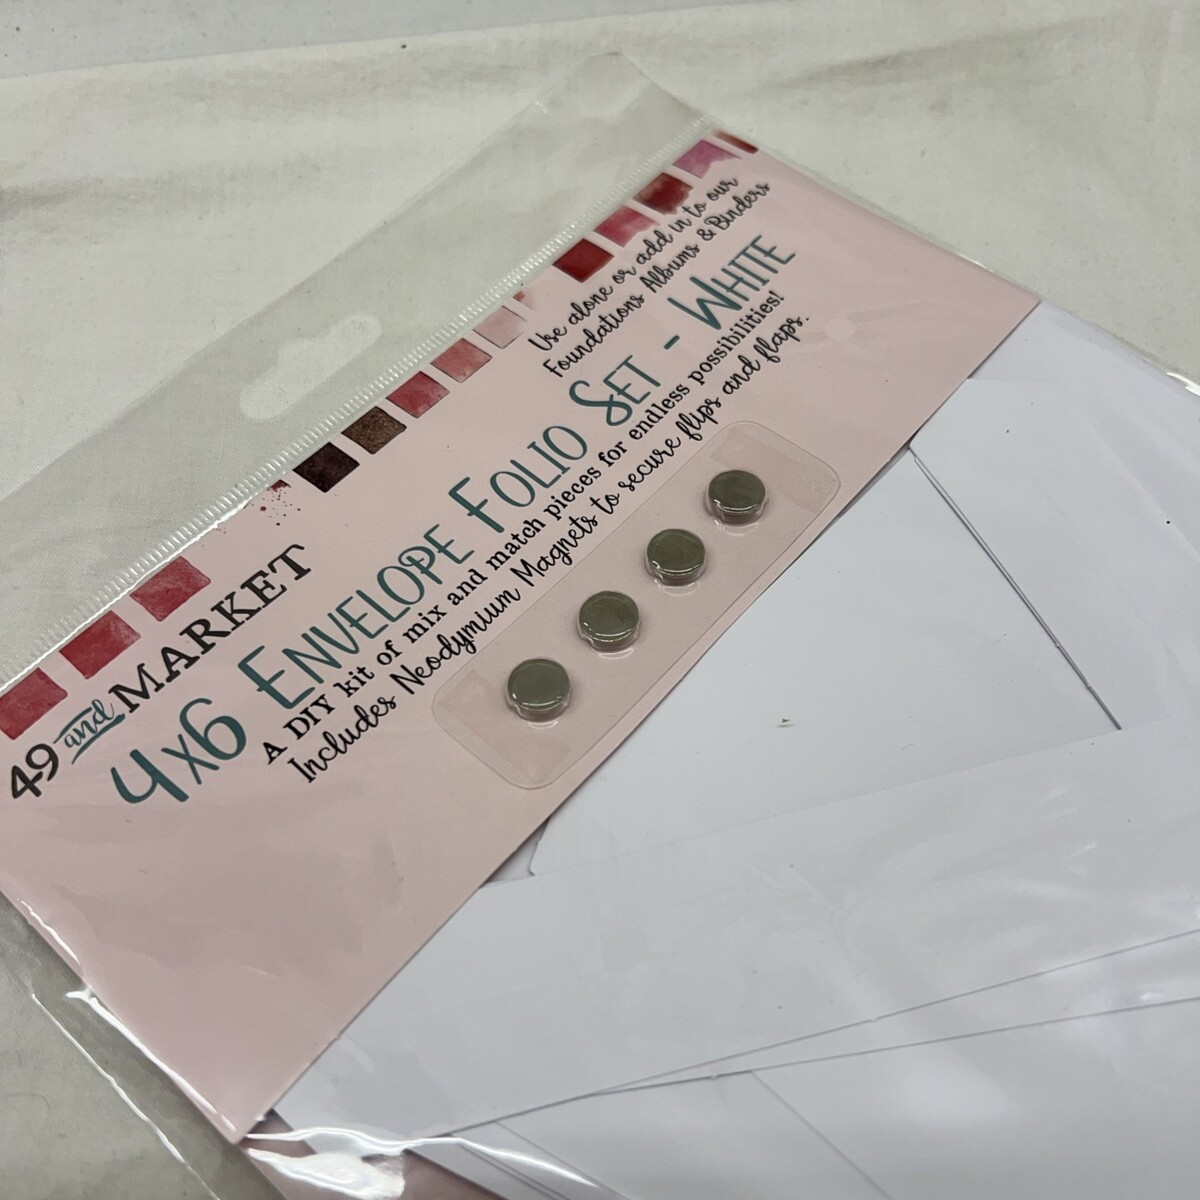 49 and MARKET
Use alone or add in to our
Foundations Albums & Binders
4x6 ENVELOPE FOLIO SET - WHITE
A DIY kit of mix and match pieces for endless possibilities!
Includes Neodymium Magnets to secure flips and flaps.